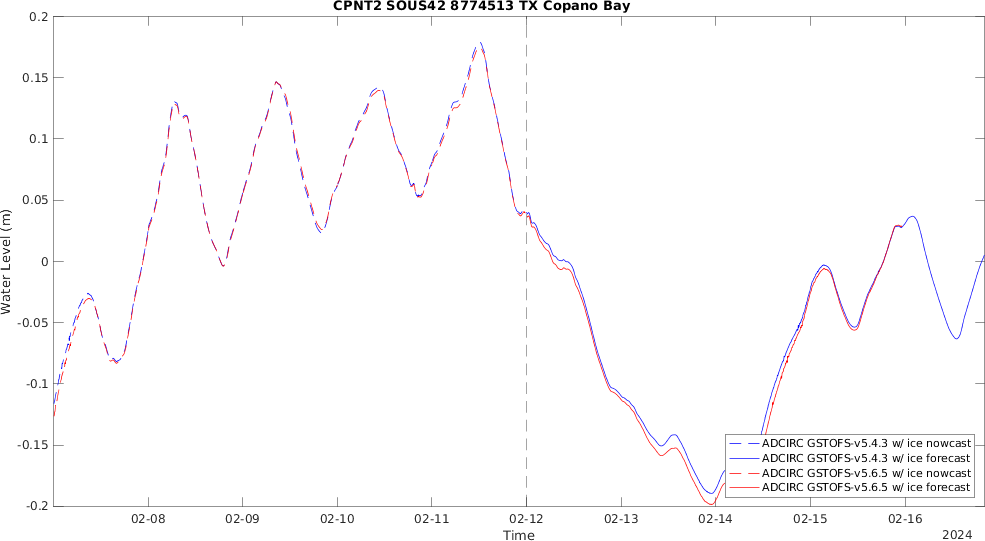 CPNT2 SOUS42 8774513 TX Copano Bay
0.2
0.15
0.1
0.05
0
-0.05
-0.1
-0.15
-0.2
Water Level (m)
ADCIRC GSTOFS-v5.4.3 w/ ice nowcast
ADCIRC GSTOFS-v5.4.3 w/ ice forecast
ADCIRC GSTOFS-v5.6.5 w/ ice nowcast
ADCIRC GSTOFS-v5.6.5 w/ ice forecast
02-08 02-09 02-10 02-11 02-12 02-13 02-14 02-15 02-16
Time
2024